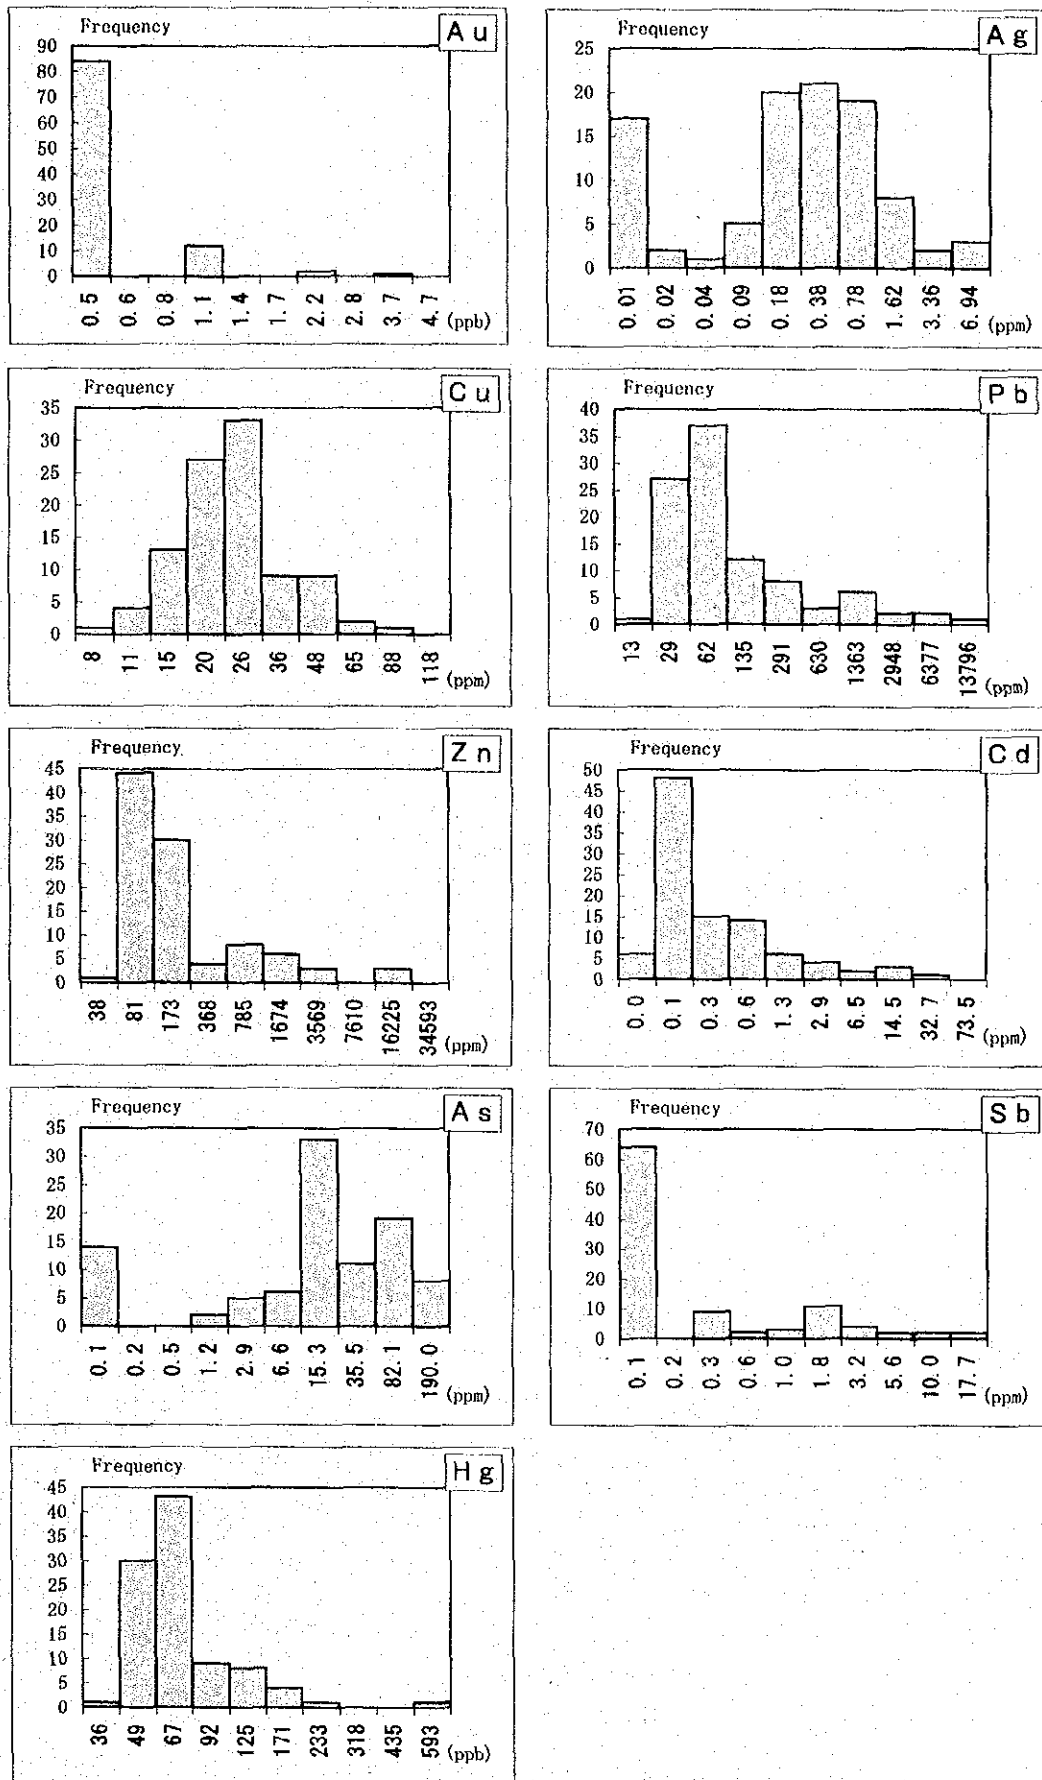 Frequency
Au
90
80
70
60
50
40
30
20
10
0
0.5 0.6 0.8 1.1 1.4 1.7 2.2 2.8 3.7 4.7 (ppb)
Frequency
Ag
25
20
15
10
5
0
0.01 0.02 0.04 0.09 0.18 0.38 0.78 1.62 3.36 6.94 (ppm)
Frequency
Cu
35
30
25
20
15
10
5
0
8 11 15 20 26 36 48 65 88 118 (ppm)
Frequency
Pb
40
35
30
25
20
15
10
5
0
13 29 62 135 291 630 1363 2948 6377 13796 (ppm)
Frequency
Zn
45
40
35
30
25
20
15
10
5
0
38 81 173 368 785 1674 3569 7610 16225 34593 (ppm)
Frequency
Cd
50
45
40
35
30
25
20
15
10
5
0
0.0 0.1 0.3 0.6 1.3 2.9 6.5 14.5 32.7 73.5 (ppm)
Frequency
As
35
30
25
20
15
10
5
0
0.1 0.2 0.5 1.2 2.9 6.6 15.3 35.5 82.1 190.0 (ppm)
Frequency
Sb
70
60
50
40
30
20
10
0
0.1 0.2 0.3 0.6 1.0 1.8 3.2 5.6 10.0 17.7 (ppm)
Frequency
Hg
45
40
35
30
25
20
15
10
5
0
36 49 67 92 125 171 233 318 435 593 (ppb)